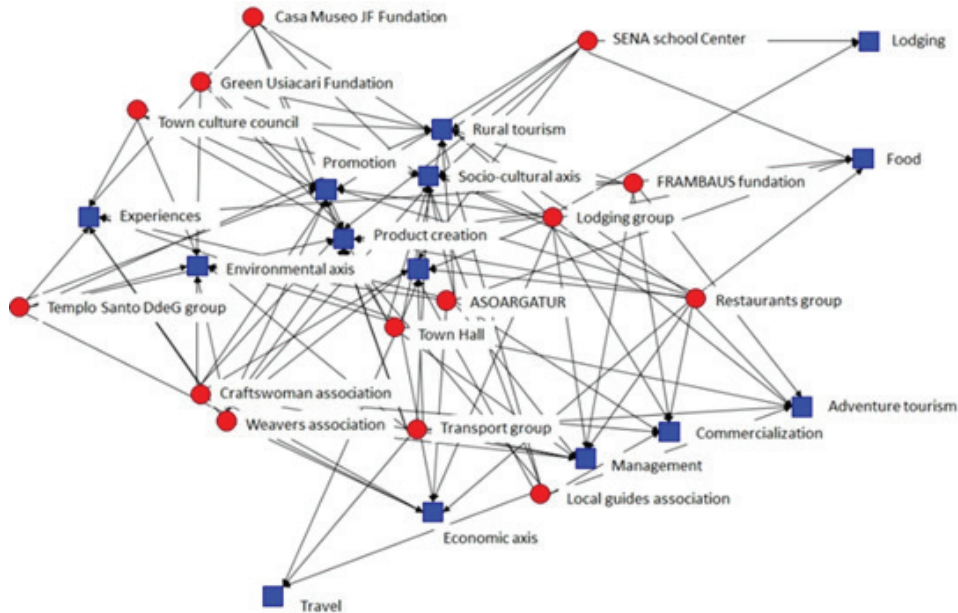 Casa Museo JF Fundation
SENA school Center
Lodging
Green Usiacari Fundation
Town culture council
Rural tourism
Promotion
Food
Socio-cultural axis
FRAMBAUS fundation
Experiences
Lodging group
Product creation
Environmental axis
Templo Santo DdeG group
ASOARGATUR
Restaurants group
Town Hall
Craftswoman association
Adventure tourism
Weavers association
Transport group
Commercialization
Management
Local guides association
Economic axis
Travel